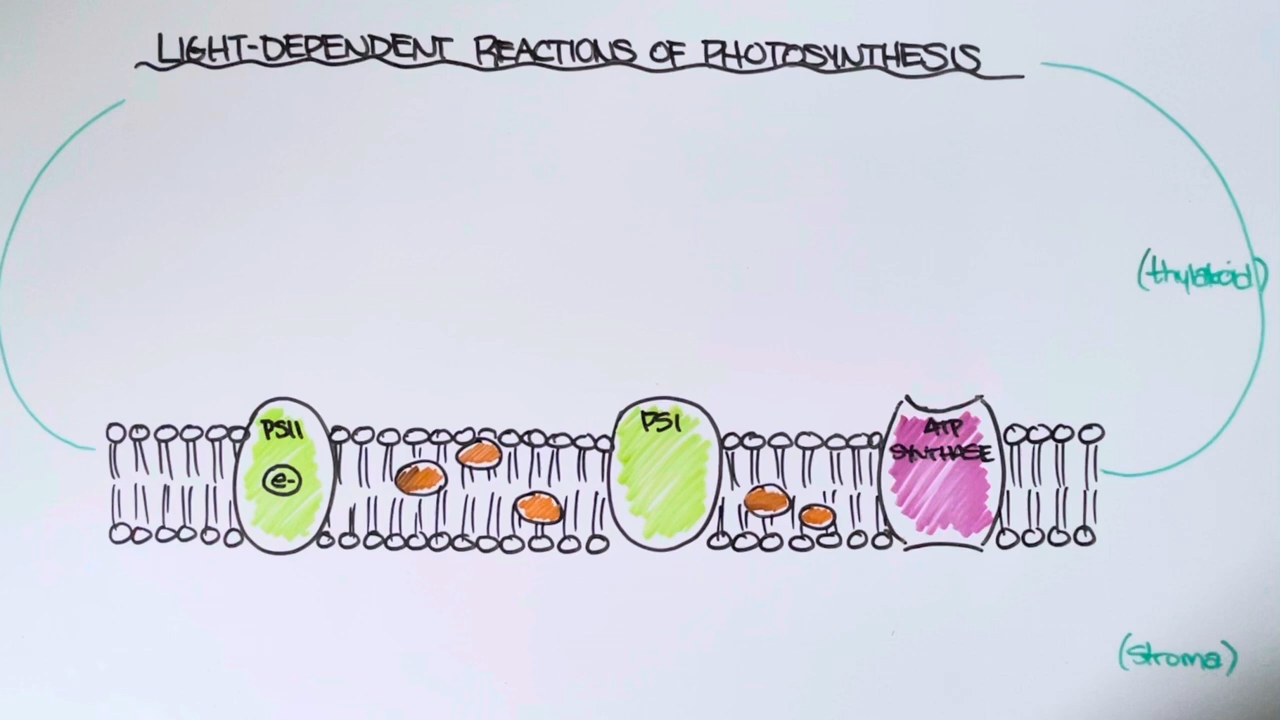 LIGHT-DEPENDENT REACTIONS OF PHOTOSYNTHESIS
(thylakoid)
PSII
e-
PSI
ATP
SYNTHASE
(stroma)